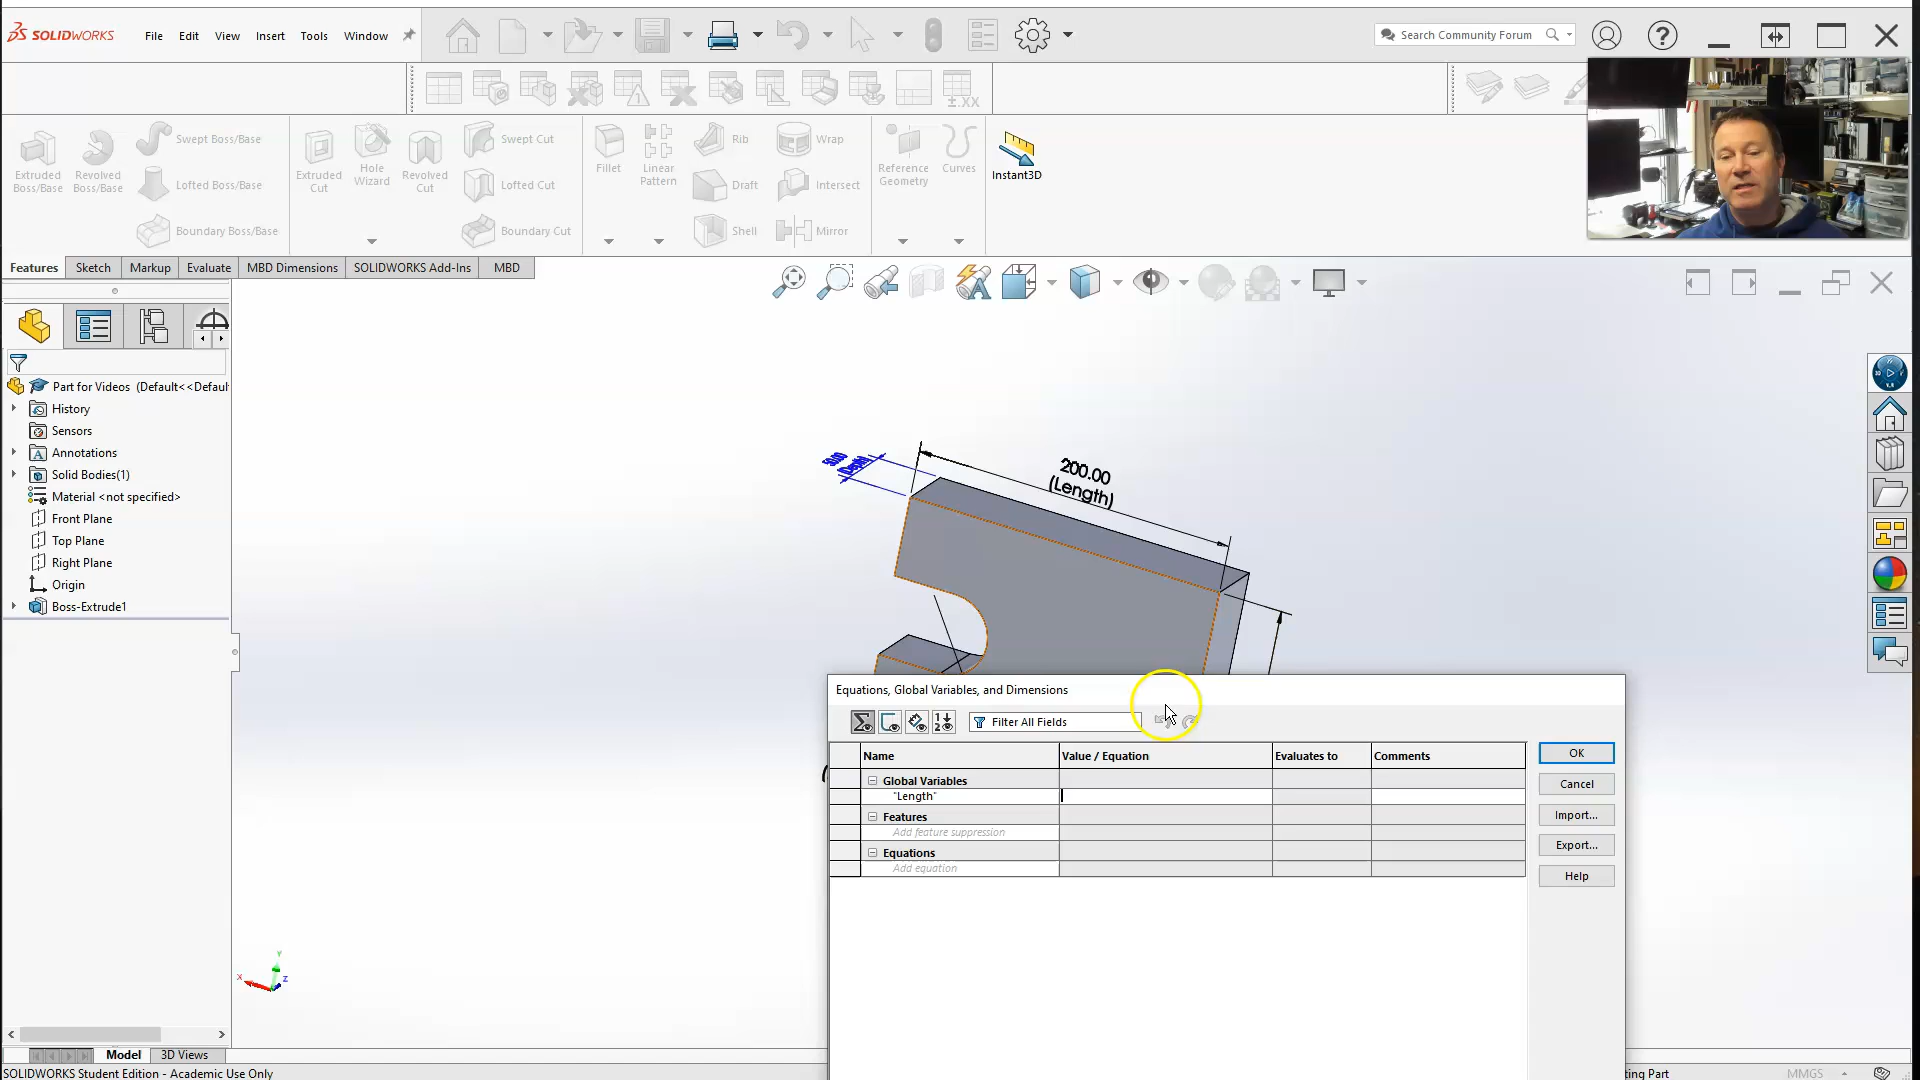 SOLIDWORKS File Edit View Insert Tools Window
Search Community Forum
±.XX
Extruded Boss/Base
Revolved Boss/Base
Swept Boss/Base
Lofted Boss/Base
Boundary Boss/Base
Extruded Cut
Hole Wizard
Revolved Cut
Swept Cut
Lofted Cut
Boundary Cut
Fillet
Linear Pattern
Rib
Draft
Shell
Wrap
Intersect
Mirror
Reference Geometry
Curves
Instant3D
Features Sketch Markup Evaluate MBD Dimensions SOLIDWORKS Add-Ins MBD
Part for Videos (Default<<Defaul
History
Sensors
Annotations
Solid Bodies(1)
Material <not specified>
Front Plane
Top Plane
Right Plane
Origin
Boss-Extrude1
200.00
(Length)
(Depth)
Equations, Global Variables, and Dimensions
Filter All Fields
Name Value / Equation Evaluates to Comments
Global Variables
"Length"
Features
Add feature suppression
Equations
Add equation
OK
Cancel
Import...
Export...
Help
Y
X
Z
Model 3D Views
SOLIDWORKS Student Edition - Academic Use Only
ting Part MMGS